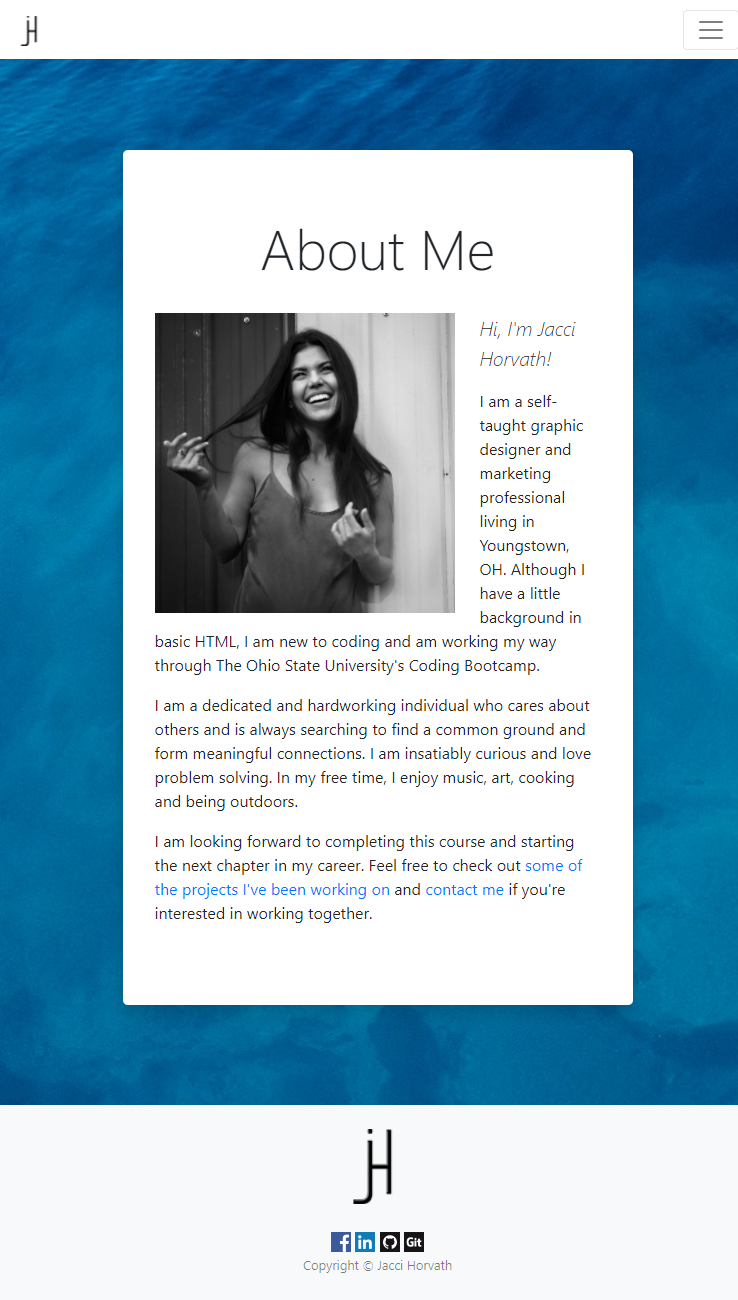 jH
About Me
Hi, I'm Jacci
Horvath!
I am a self-
taught graphic
designer and
marketing
professional
living in
Youngstown,
OH. Although I
have a little
background in
basic HTML, I am new to coding and am working my way
through The Ohio State University's Coding Bootcamp.
I am a dedicated and hardworking individual who cares about
others and is always searching to find a common ground and
form meaningful connections. I am insatiably curious and love
problem solving. In my free time, I enjoy music, art, cooking
and being outdoors.
I am looking forward to completing this course and starting
the next chapter in my career. Feel free to check out some of
the projects I've been working on and contact me if you're
interested in working together.
jH
f in Git
Copyright © Jacci Horvath